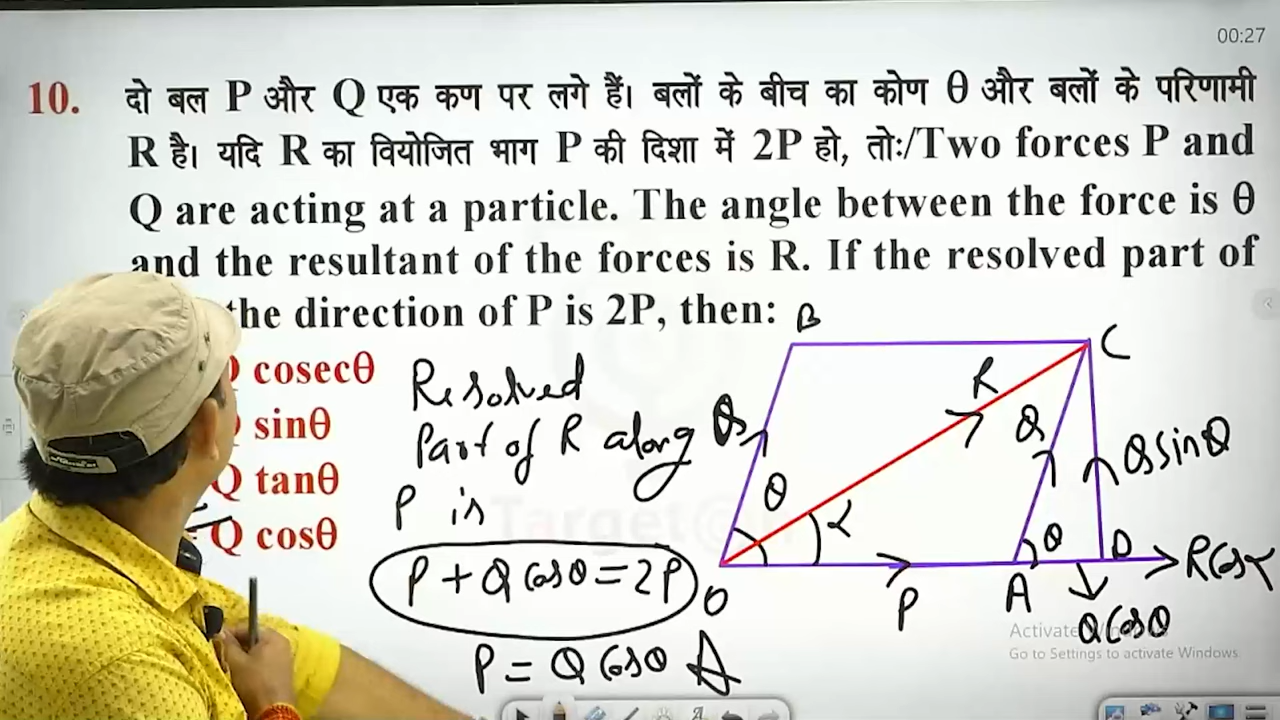 00:27
10. दो बल P और Q एक कण पर लगे हैं। बलों के बीच का कोण θ और बलों के परिणामी
R है। यदि R का वियोजित भाग P की दिशा में 2P हो, तोः/Two forces P and
Q are acting at a particle. The angle between the force is θ
and the resultant of the forces is R. If the resolved part of
the direction of P is 2P, then:
cosecθ
sinθ
Q tanθ
Q cosθ
Resolved
Part of R along
P is
P + Q cosθ = 2P
P = Q cosθ
B
C
R
Q
Q
Q sinθ
θ
α
θ
D
R cos
O
P
A
Q cosθ
Activate Windows
Go to Settings to activate Windows.